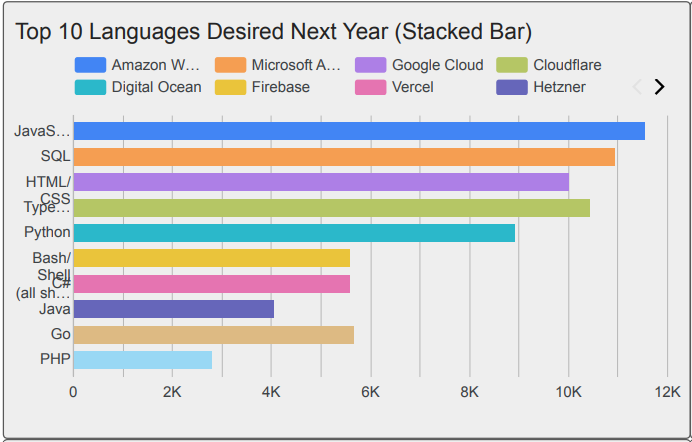 Top 10 Languages Desired Next Year (Stacked Bar)
Amazon W... Microsoft A... Google Cloud Cloudflare
Digital Ocean Firebase Vercel Hetzner
JavaS...
SQL
HTML/
CSS
Type...
Python
Bash/
Shell
(all sh...
C#
Java
Go
PHP
0 2K 4K 6K 8K 10K 12K